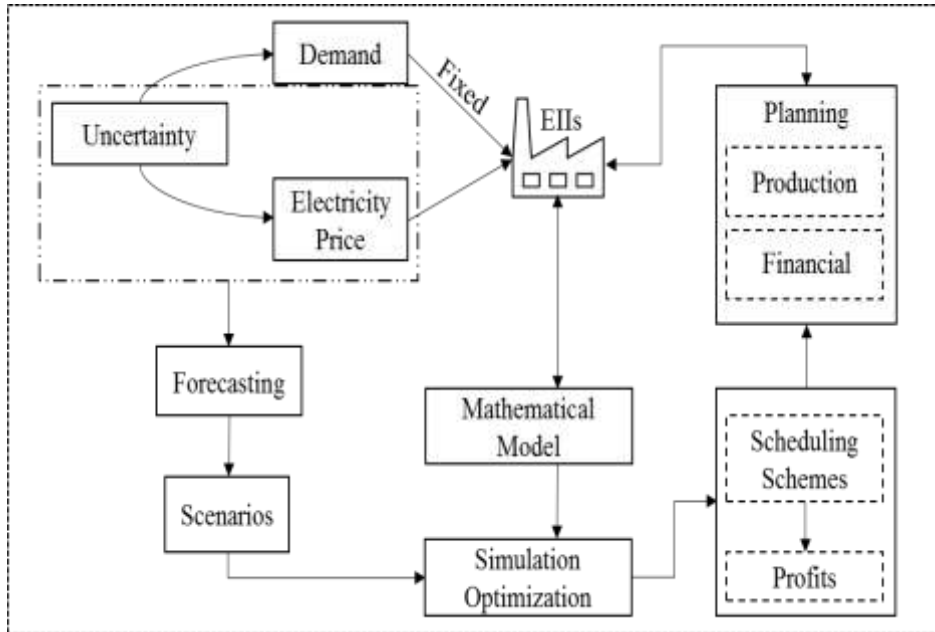 Demand
Fixed
EIIs
Uncertainty
Electricity
Price
Planning
Production
Financial
Forecasting
Mathematical
Model
Scheduling
Schemes
Scenarios
Simulation
Optimization
Profits